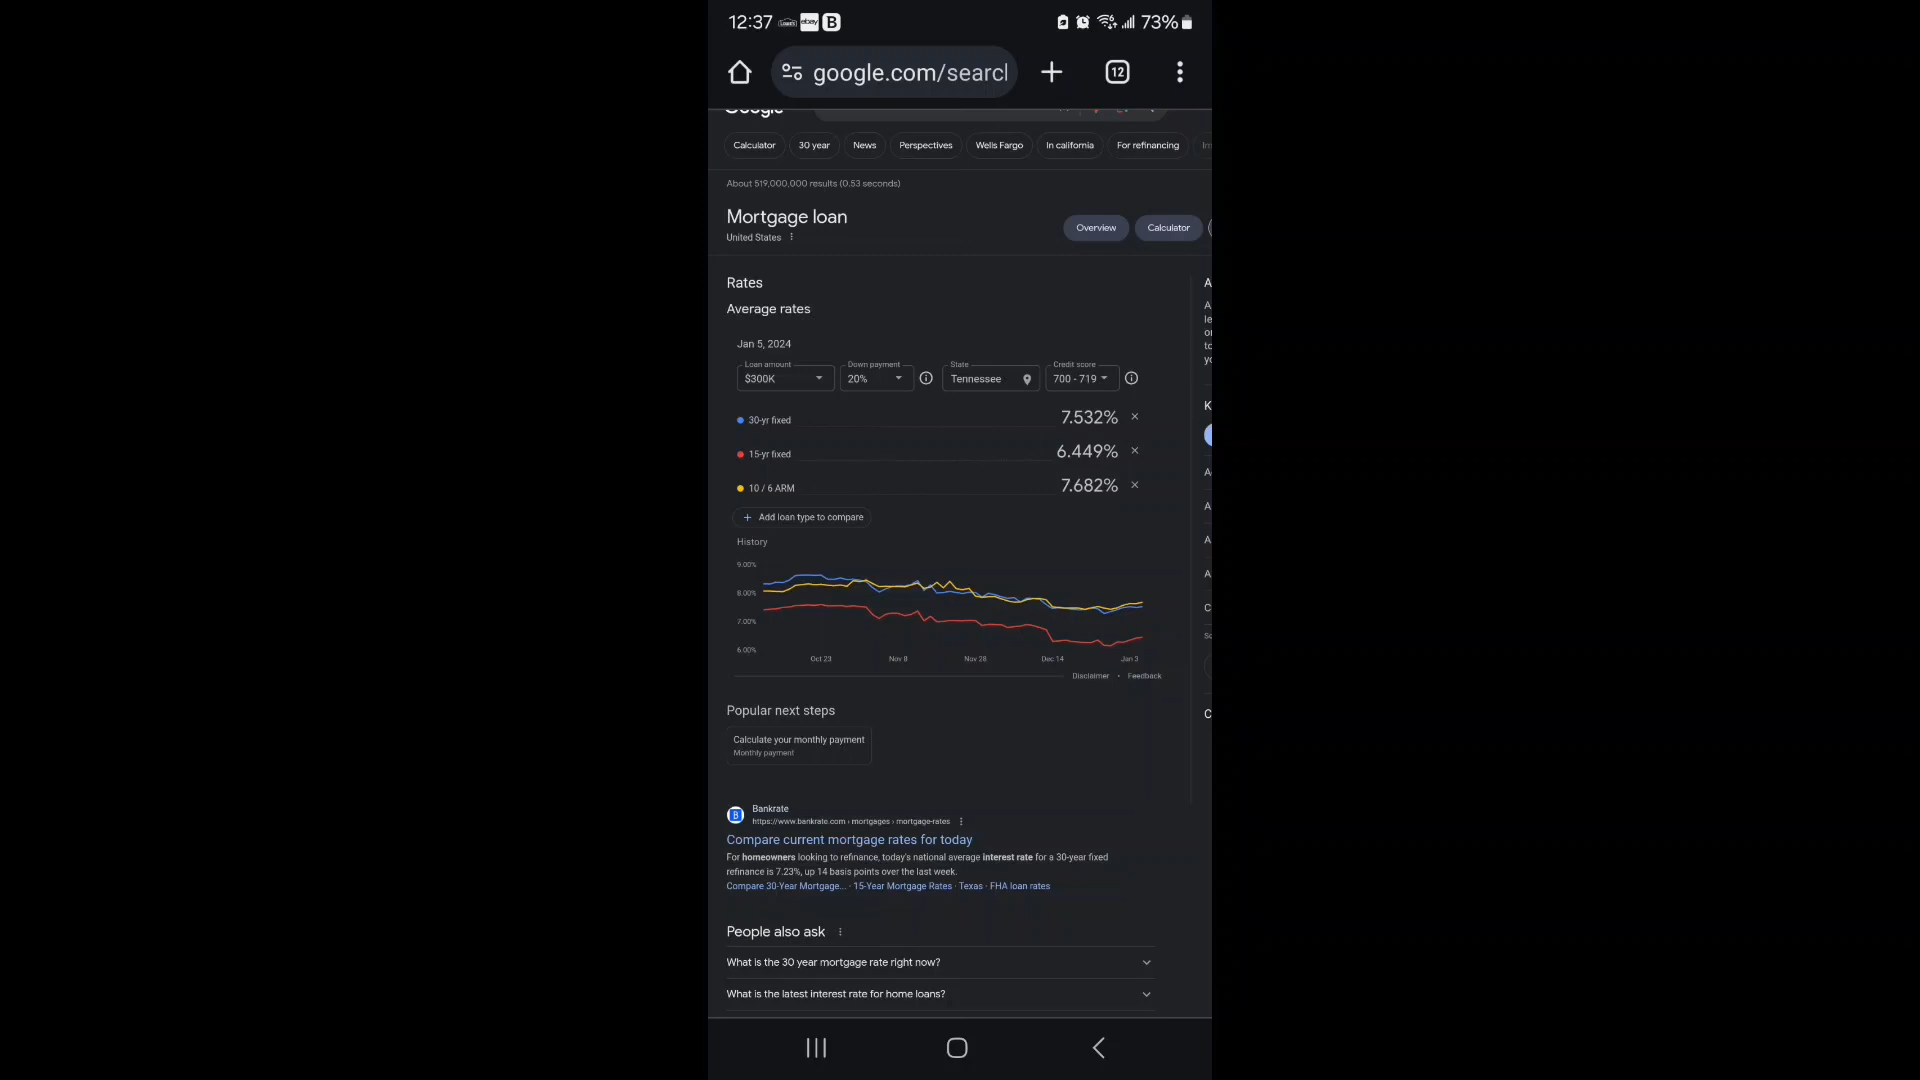 12:37 ebay B 73%
google.com/search 12
Google
Calculator 30 year News Perspectives Wells Fargo In california For refinancing
About 519,000,000 results (0.53 seconds)
Mortgage loan
Overview Calculator
United States
Rates
Average rates
Jan 5, 2024
Loan amount Down payment State Credit score
$300K 20% Tennessee 700 - 719
30-yr fixed 7.532%
15-yr fixed 6.449%
10 / 6 ARM 7.682%
Add loan type to compare
History
9.00%
8.00%
7.00%
6.00%
Oct 23 Nov 8 Nov 28 Dec 14 Jan 3
Disclaimer • Feedback
Popular next steps
Calculate your monthly payment
Monthly payment
B Bankrate
https://www.bankrate.com › mortgages › mortgage-rates
Compare current mortgage rates for today
For homeowners looking to refinance, today's national average interest rate for a 30-year fixed
refinance is 7.23%, up 14 basis points over the last week.
Compare 30-Year Mortgage... · 15-Year Mortgage Rates · Texas · FHA loan rates
People also ask
What is the 30 year mortgage rate right now?
What is the latest interest rate for home loans?